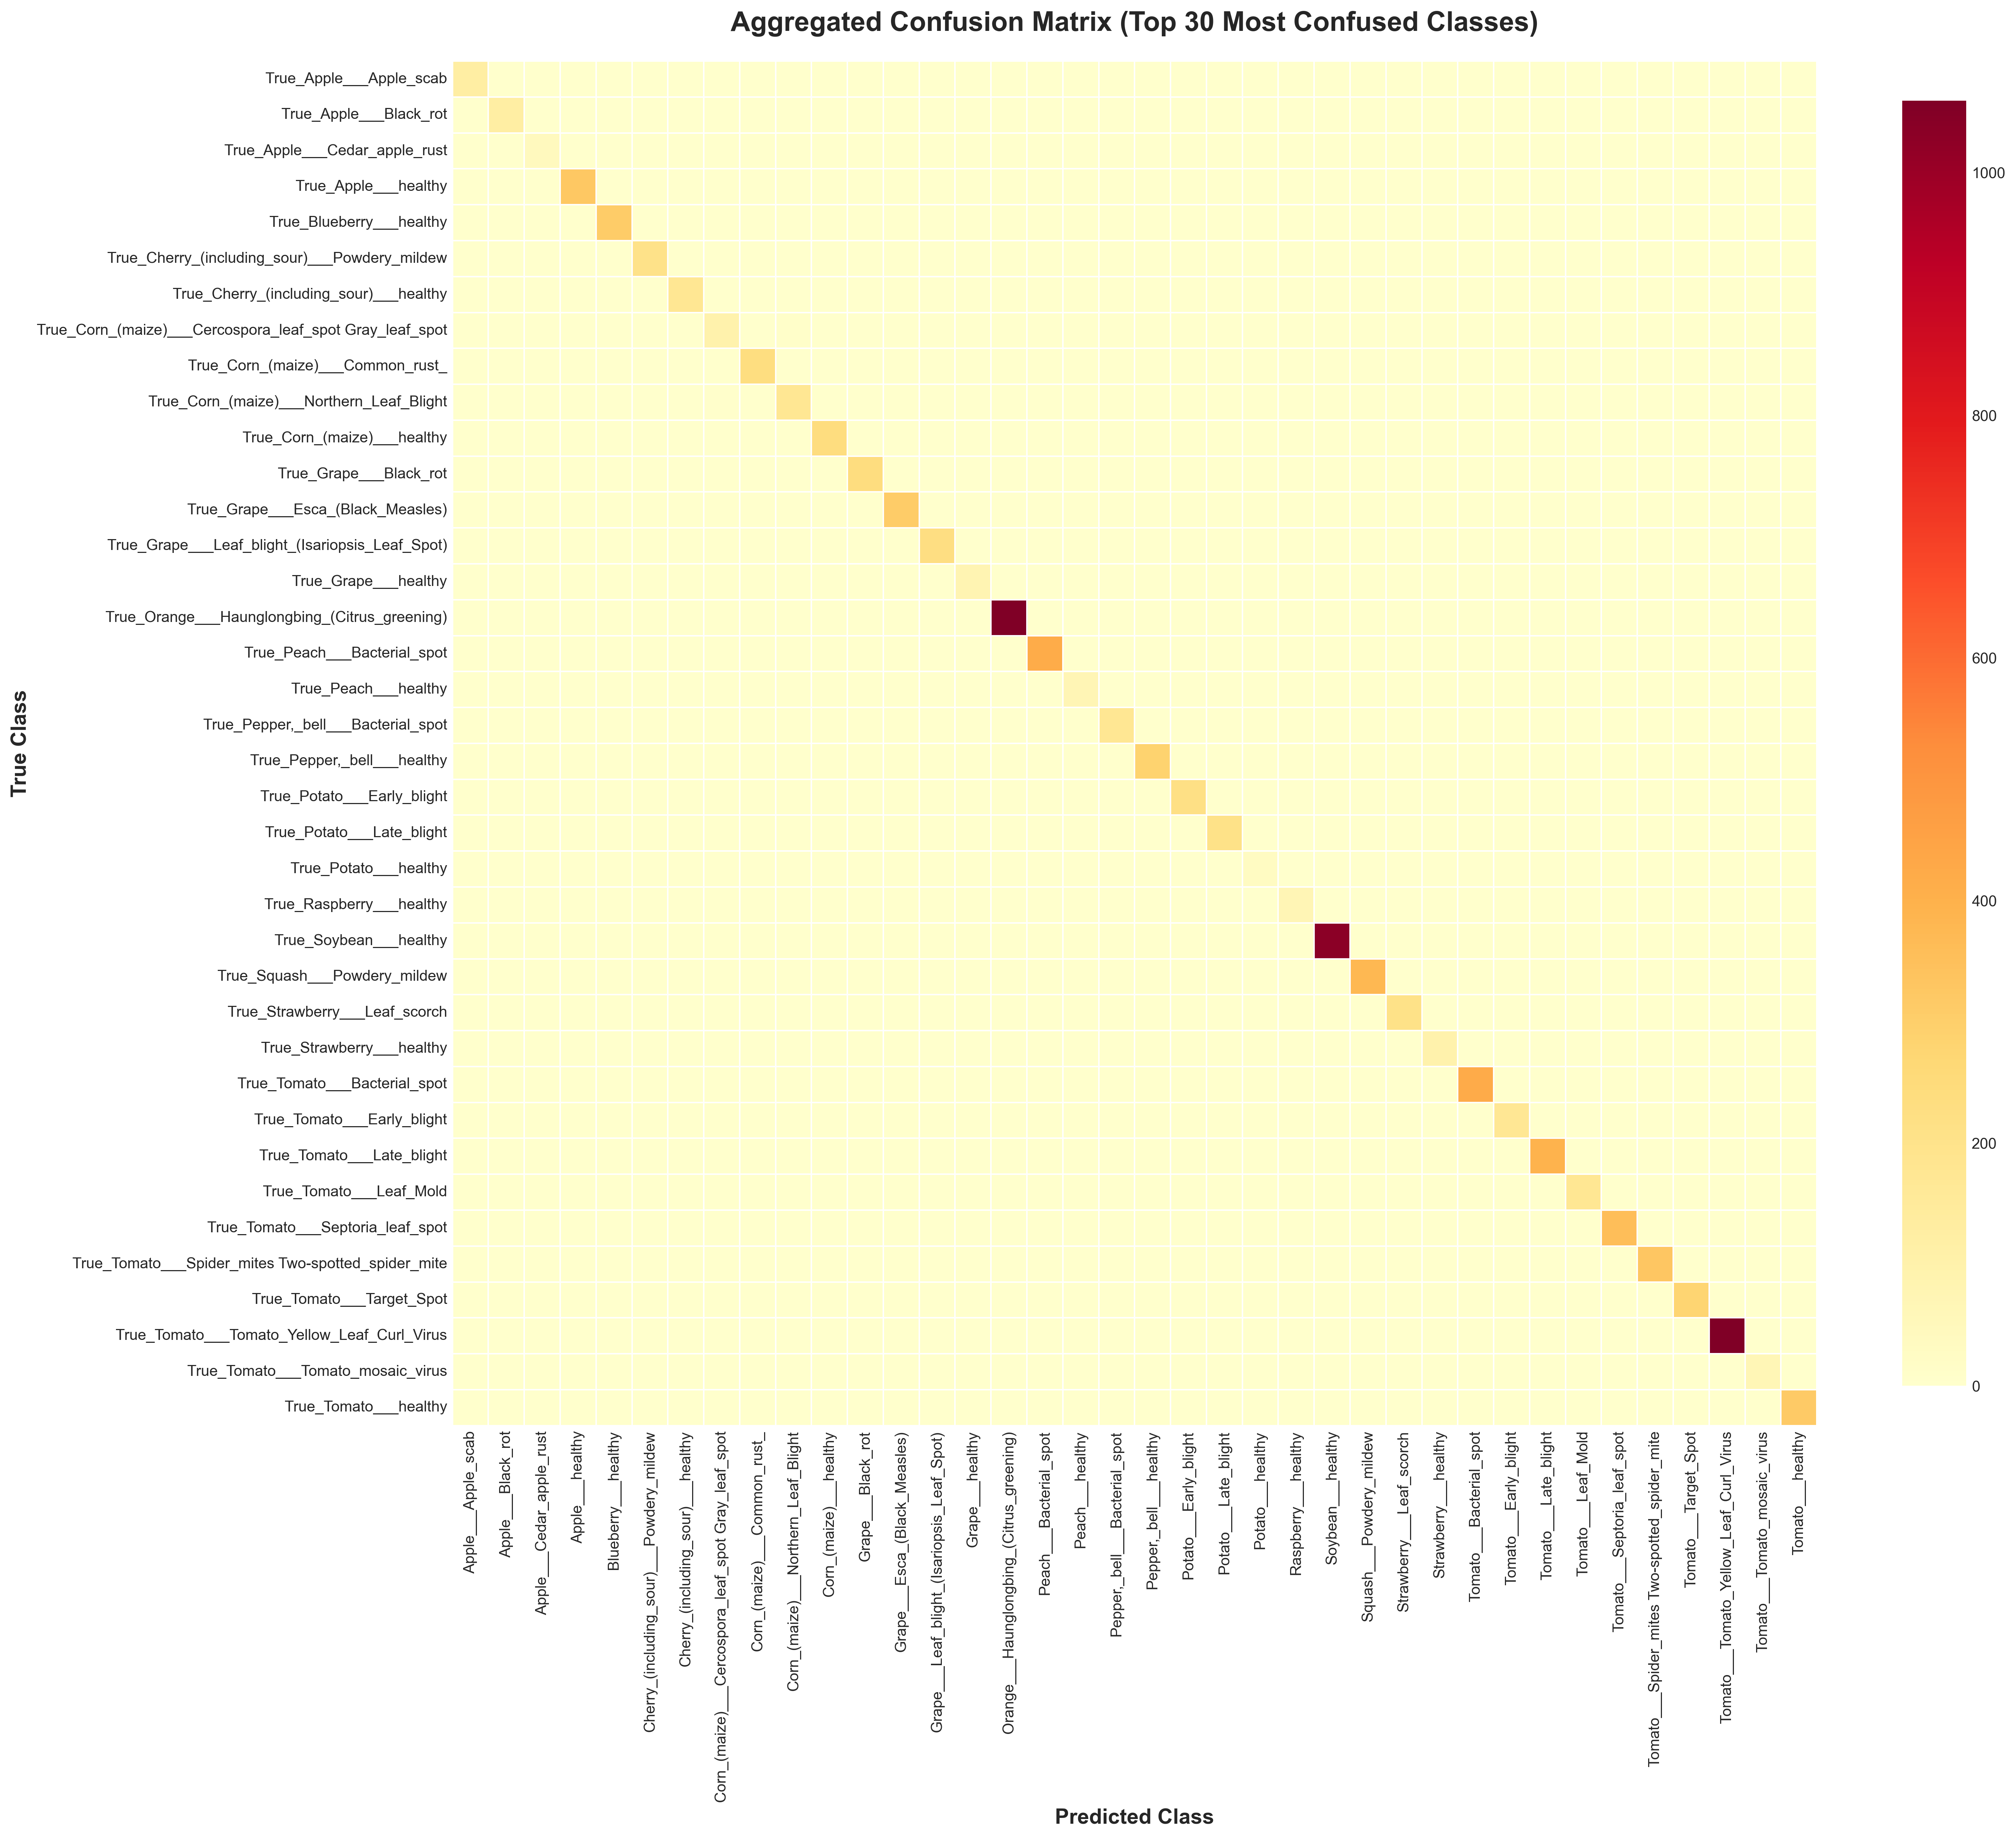 Aggregated Confusion Matrix (Top 30 Most Confused Classes)
True Class
True_Apple___Apple_scab
True_Apple___Black_rot
True_Apple___Cedar_apple_rust
True_Apple___healthy
True_Blueberry___healthy
True_Cherry_(including_sour)___Powdery_mildew
True_Cherry_(including_sour)___healthy
True_Corn_(maize)___Cercospora_leaf_spot Gray_leaf_spot
True_Corn_(maize)___Common_rust_
True_Corn_(maize)___Northern_Leaf_Blight
True_Corn_(maize)___healthy
True_Grape___Black_rot
True_Grape___Esca_(Black_Measles)
True_Grape___Leaf_blight_(Isariopsis_Leaf_Spot)
True_Grape___healthy
True_Orange___Haunglongbing_(Citrus_greening)
True_Peach___Bacterial_spot
True_Peach___healthy
True_Pepper,_bell___Bacterial_spot
True_Pepper,_bell___healthy
True_Potato___Early_blight
True_Potato___Late_blight
True_Potato___healthy
True_Raspberry___healthy
True_Soybean___healthy
True_Squash___Powdery_mildew
True_Strawberry___Leaf_scorch
True_Strawberry___healthy
True_Tomato___Bacterial_spot
True_Tomato___Early_blight
True_Tomato___Late_blight
True_Tomato___Leaf_Mold
True_Tomato___Septoria_leaf_spot
True_Tomato___Spider_mites Two-spotted_spider_mite
True_Tomato___Target_Spot
True_Tomato___Tomato_Yellow_Leaf_Curl_Virus
True_Tomato___Tomato_mosaic_virus
True_Tomato___healthy
Apple___Apple_scab
Apple___Black_rot
Apple___Cedar_apple_rust
Apple___healthy
Blueberry___healthy
Cherry_(including_sour)___Powdery_mildew
Cherry_(including_sour)___healthy
Corn_(maize)___Cercospora_leaf_spot Gray_leaf_spot
Corn_(maize)___Common_rust_
Corn_(maize)___Northern_Leaf_Blight
Corn_(maize)___healthy
Grape___Black_rot
Grape___Esca_(Black_Measles)
Grape___Leaf_blight_(Isariopsis_Leaf_Spot)
Grape___healthy
Orange___Haunglongbing_(Citrus_greening)
Peach___Bacterial_spot
Peach___healthy
Pepper,_bell___Bacterial_spot
Pepper,_bell___healthy
Potato___Early_blight
Potato___Late_blight
Potato___healthy
Raspberry___healthy
Soybean___healthy
Squash___Powdery_mildew
Strawberry___Leaf_scorch
Strawberry___healthy
Tomato___Bacterial_spot
Tomato___Early_blight
Tomato___Late_blight
Tomato___Leaf_Mold
Tomato___Septoria_leaf_spot
Tomato___Spider_mites Two-spotted_spider_mite
Tomato___Target_Spot
Tomato___Tomato_Yellow_Leaf_Curl_Virus
Tomato___Tomato_mosaic_virus
Tomato___healthy
Predicted Class
1000
800
600
400
200
0